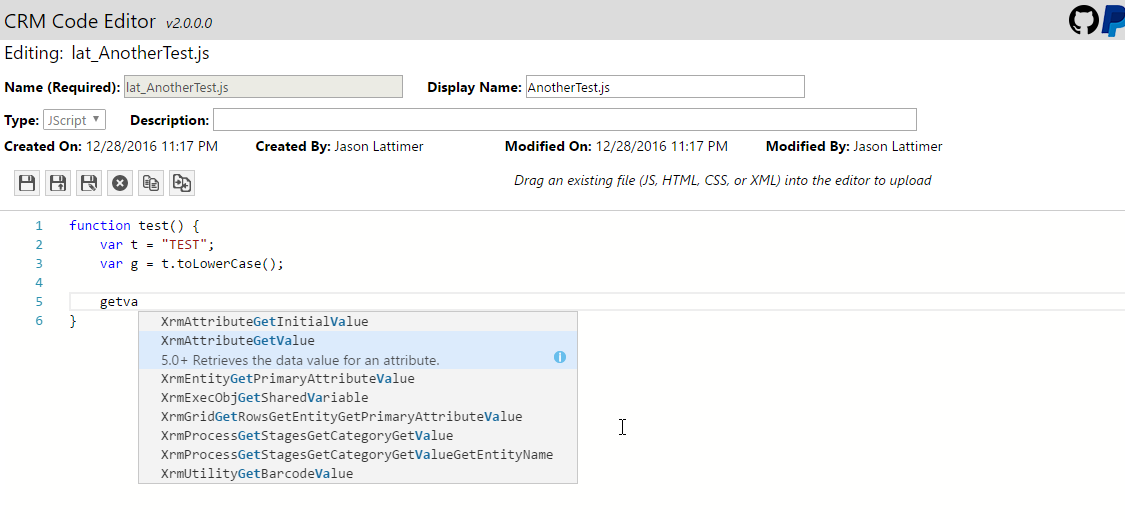 CRM Code Editor v2.0.0.0
Editing: lat_AnotherTest.js
Name (Required): lat_AnotherTest.js Display Name: AnotherTest.js
Type: JScript Description:
Created On: 12/28/2016 11:17 PM Created By: Jason Lattimer Modified On: 12/28/2016 11:17 PM Modified By: Jason Lattimer
Drag an existing file (JS, HTML, CSS, or XML) into the editor to upload
1 function test() {
2 var t = "TEST";
3 var g = t.toLowerCase();
4
5 getva
6 }
XrmAttributeGetInitialValue
XrmAttributeGetValue
5.0+ Retrieves the data value for an attribute.
XrmEntityGetPrimaryAttributeValue
XrmExecObjGetSharedVariable
XrmGridGetRowsGetEntityGetPrimaryAttributeValue
XrmProcessGetStagesGetCategoryGetValue
XrmProcessGetStagesGetCategoryGetValueGetEntityName
XrmUtilityGetBarcodeValue